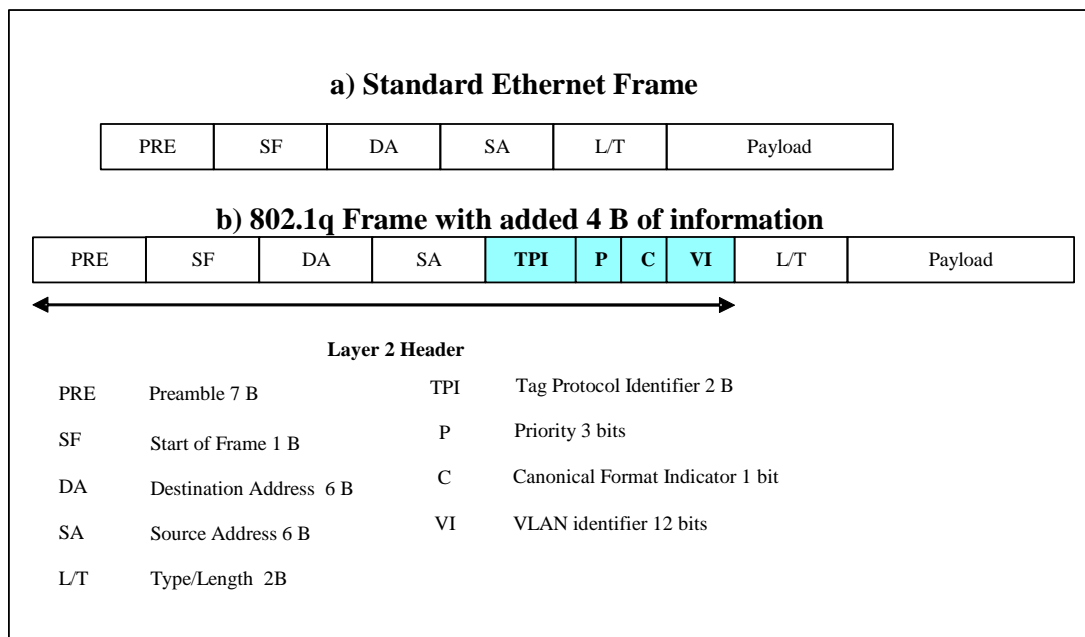 a) Standard Ethernet Frame
PRE SF DA SA L/T Payload
b) 802.1q Frame with added 4 B of information
PRE SF DA SA TPI P C VI L/T Payload
Layer 2 Header
PRE Preamble 7 B
SF Start of Frame 1 B
DA Destination Address 6 B
SA Source Address 6 B
L/T Type/Length 2B
TPI Tag Protocol Identifier 2 B
P Priority 3 bits
C Canonical Format Indicator 1 bit
VI VLAN identifier 12 bits